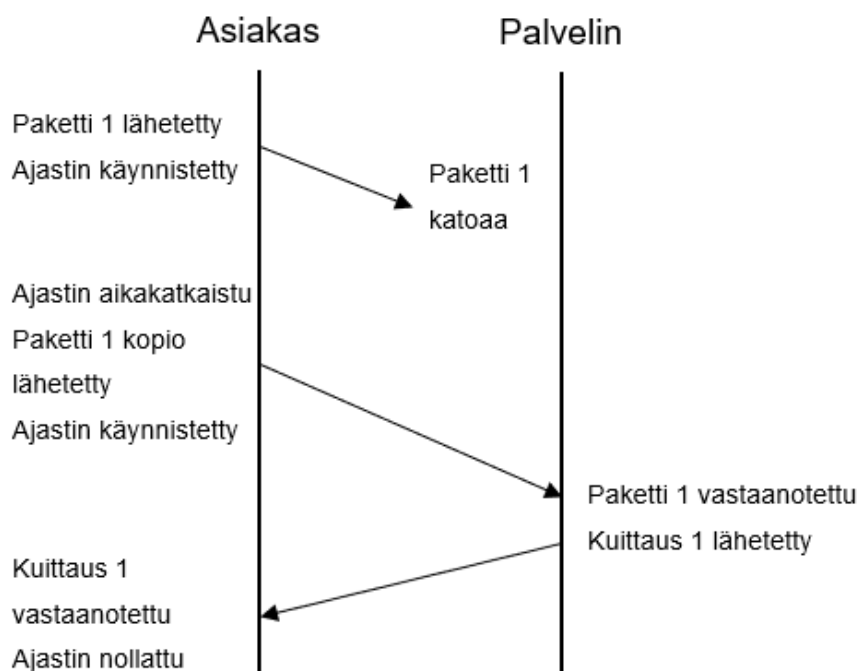 Asiakas
Palvelin
Paketti 1 lähetetty
Ajastin käynnistetty
Paketti 1
katoaa
Ajastin aikakatkaistu
Paketti 1 kopio
lähetetty
Ajastin käynnistetty
Paketti 1 vastaanotettu
Kuittaus 1 lähetetty
Kuittaus 1
vastaanotettu
Ajastin nollattu